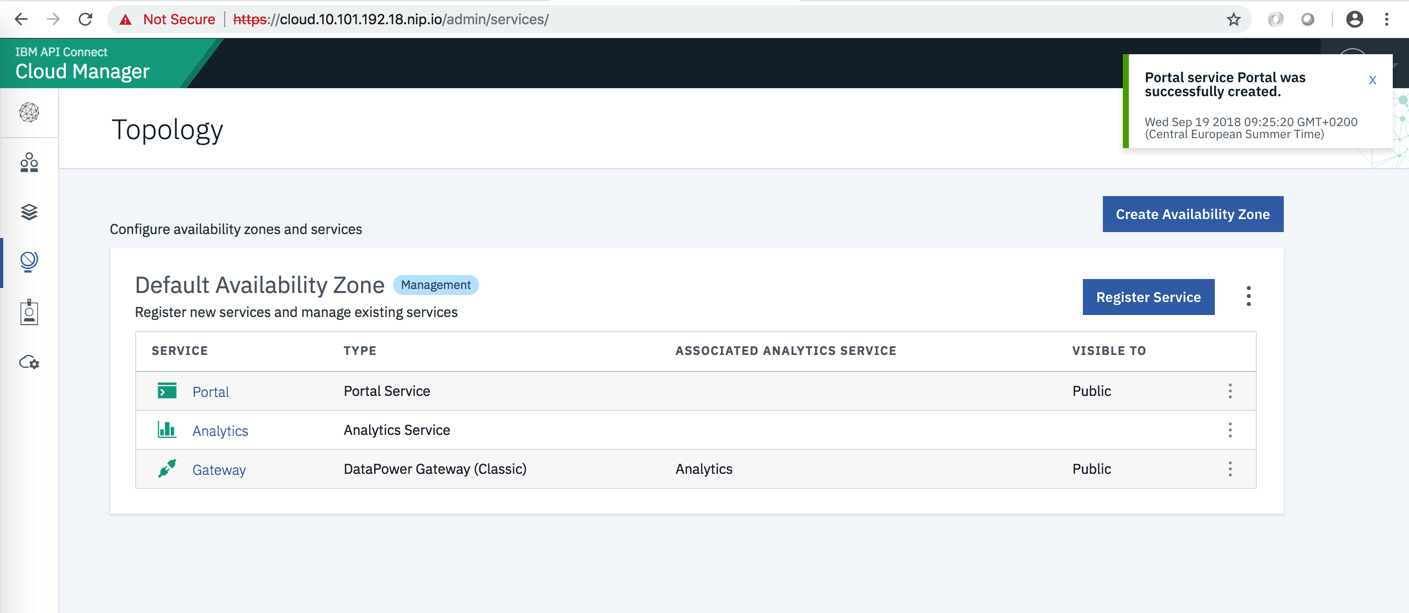 Not Secure | https://cloud.10.101.192.18.nip.io/admin/services/
IBM API Connect
Cloud Manager
Portal service Portal was
successfully created.
X
Wed Sep 19 2018 09:25:20 GMT+0200
(Central European Summer Time)
Topology
Configure availability zones and services
Create Availability Zone
Default Availability Zone Management
Register new services and manage existing services
Register Service
SERVICE TYPE ASSOCIATED ANALYTICS SERVICE VISIBLE TO
Portal Portal Service Public
Analytics Analytics Service
Gateway DataPower Gateway (Classic) Analytics Public